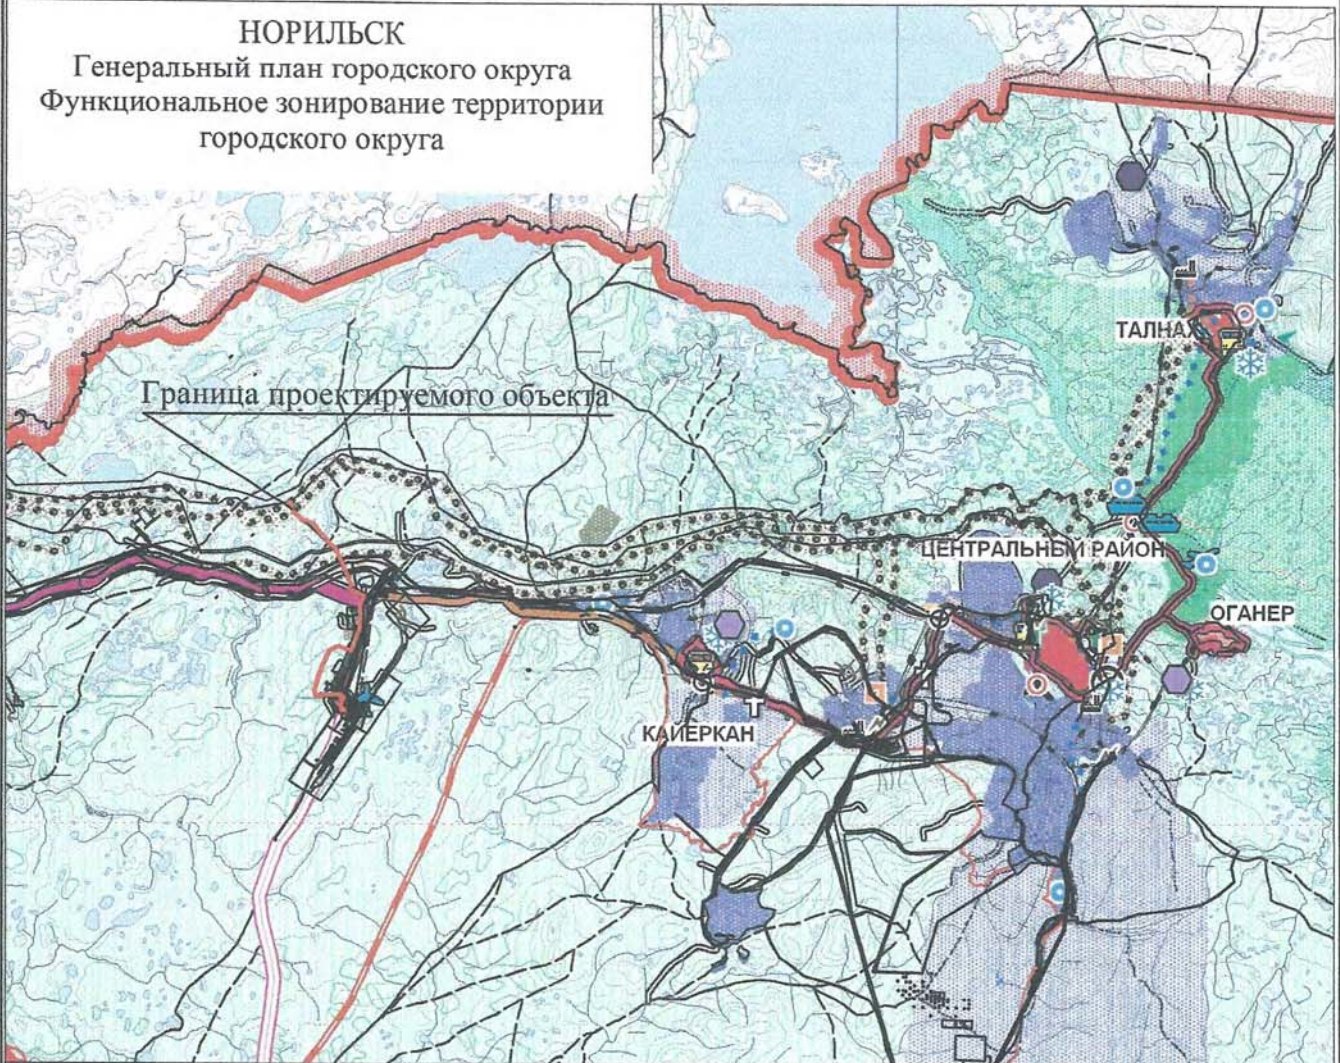 НОРИЛЬСК
Генеральный план городского округа
Функциональное зонирование территории
городского округа
ТАЛНАХ
Граница проектируемого объекта
ЦЕНТРАЛЬНЫЙ РАЙОН
ОГАНЕР
КАЙЕРКАН